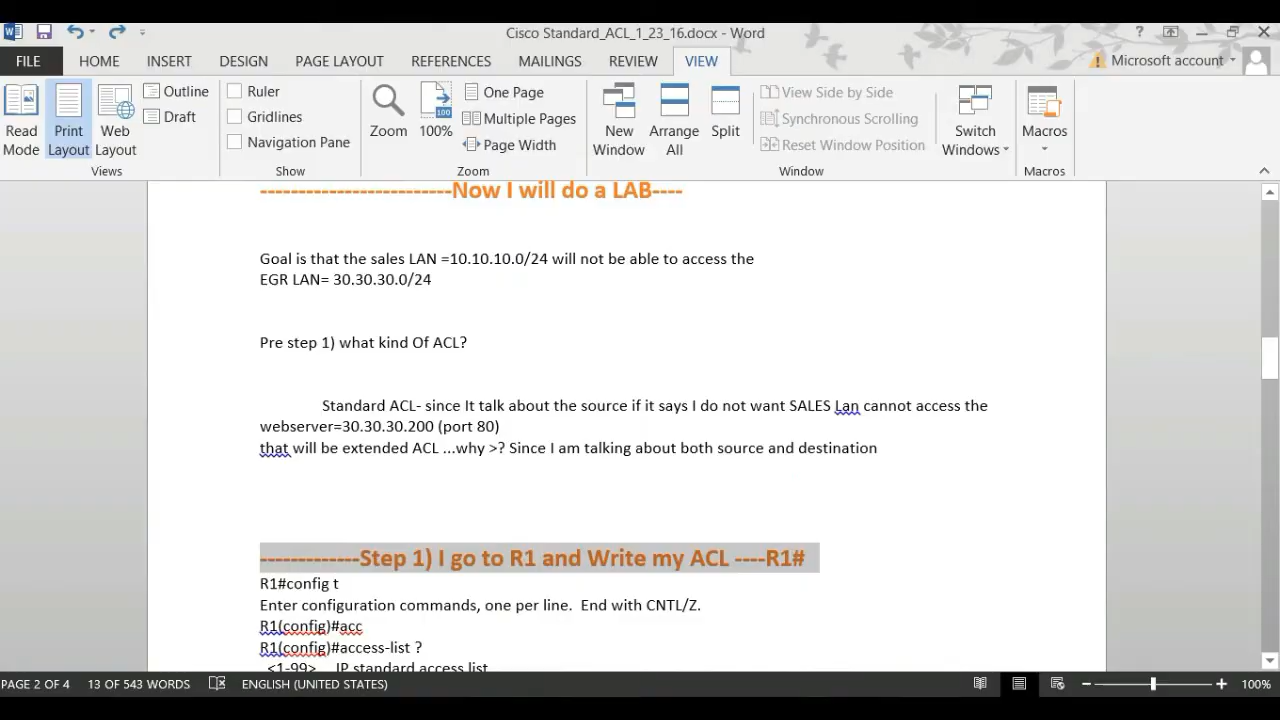 Cisco Standard_ACL_1_23_16.docx - Word
FILE HOME INSERT DESIGN PAGE LAYOUT REFERENCES MAILINGS REVIEW VIEW Microsoft account
Read Mode
Print Layout
Web Layout
Outline
Draft
Views
Ruler
Gridlines
Navigation Pane
Show
Zoom
100
100%
One Page
Multiple Pages
Page Width
Zoom
New Window
Arrange All
Split
View Side by Side
Synchronous Scrolling
Reset Window Position
Window
Switch Windows
Macros
Macros
-------------------------Now I will do a LAB----
Goal is that the sales LAN =10.10.10.0/24 will not be able to access the
EGR LAN= 30.30.30.0/24
Pre step 1) what kind Of ACL?
Standard ACL- since It talk about the source if it says I do not want SALES Lan cannot access the
webserver=30.30.30.200 (port 80)
that will be extended ACL ...why >? Since I am talking about both source and destination
-------------Step 1) I go to R1 and Write my ACL ----R1#
R1#config t
Enter configuration commands, one per line.  End with CNTL/Z.
R1(config)#acc
R1(config)#access-list ?
<1-99>    IP standard access list
PAGE 2 OF 4 13 OF 543 WORDS ENGLISH (UNITED STATES) 100%